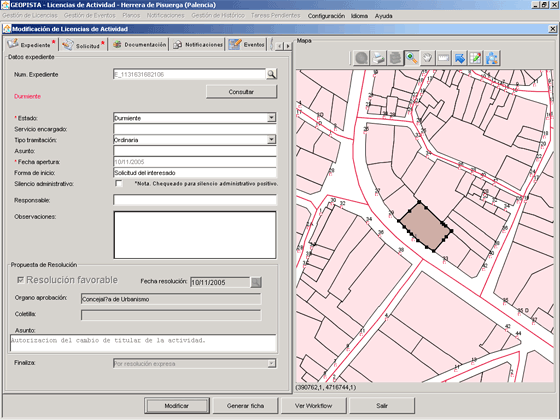 GEOPISTA - Licencias de Actividad - Herrera de Pisuerga (Palencia)
Gestión de Licencias Gestión de Eventos Planos Listados Gestión de Histórico Tareas Pendientes Configuración Idioma Ayuda
Modificación de Licencias de Actividad
Expediente * Solicitud * Documentación Notificaciones Eventos
Datos expediente
Num. Expediente E_1131631682106
Durmiente Consultar
* Estado: Durmiente
Servicio encargado:
Tipo tramitación: Ordinaria
Asunto:
* Fecha apertura: 10/11/2005
Forma de inicio: Solicitud del interesado
Silencio administrativo: *Nota. Chequeado para silencio administrativo positivo.
Responsable:
Observaciones:
Propuesta de Resolución
Resolución favorable Fecha resolución: 10/11/2005
Organo aprobación: Concejal?a de Urbanismo
Coletilla:
Asunto:
Autorizacion del cambio de titular de la actividad.
Finaliza: Por resolución expresa
Mapa
(390762,1, 4716744,1)
Modificar Generar ficha Ver Workflow Salir